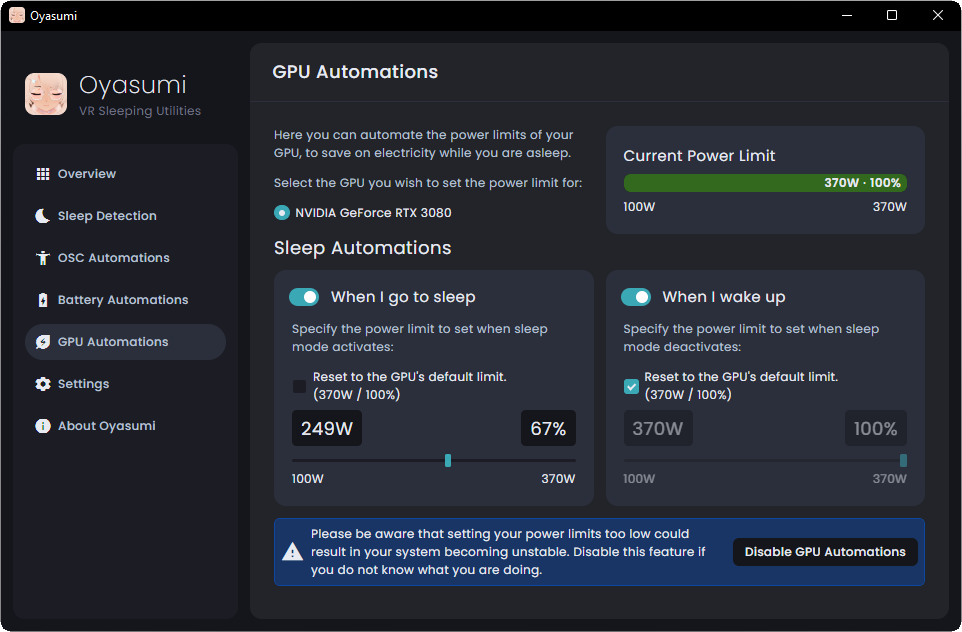 Oyasumi
Oyasumi
VR Sleeping Utilities
Overview
Sleep Detection
OSC Automations
Battery Automations
GPU Automations
Settings
About Oyasumi
GPU Automations
Here you can automate the power limits of your
GPU, to save on electricity while you are asleep.
Select the GPU you wish to set the power limit for:
NVIDIA GeForce RTX 3080
Current Power Limit
370W · 100%
100W 370W
Sleep Automations
When I go to sleep
Specify the power limit to set when sleep
mode activates:
Reset to the GPU's default limit.
(370W / 100%)
249W 67%
100W 370W
When I wake up
Specify the power limit to set when sleep
mode deactivates:
Reset to the GPU's default limit.
(370W / 100%)
370W 100%
100W 370W
Please be aware that setting your power limits too low could
result in your system becoming unstable. Disable this feature if
you do not know what you are doing.
Disable GPU Automations